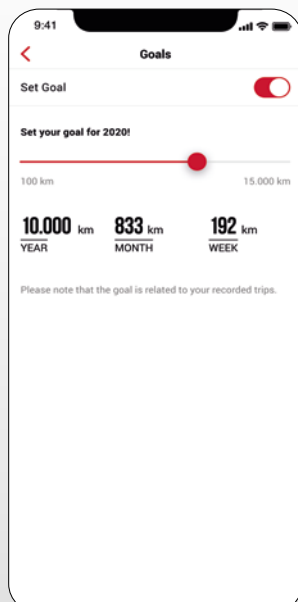 9:41
Goals
Set Goal
Set your goal for 2020!
100 km 15.000 km
10.000 km 833 km 192 km
YEAR MONTH WEEK
Please note that the goal is related to your recorded trips.